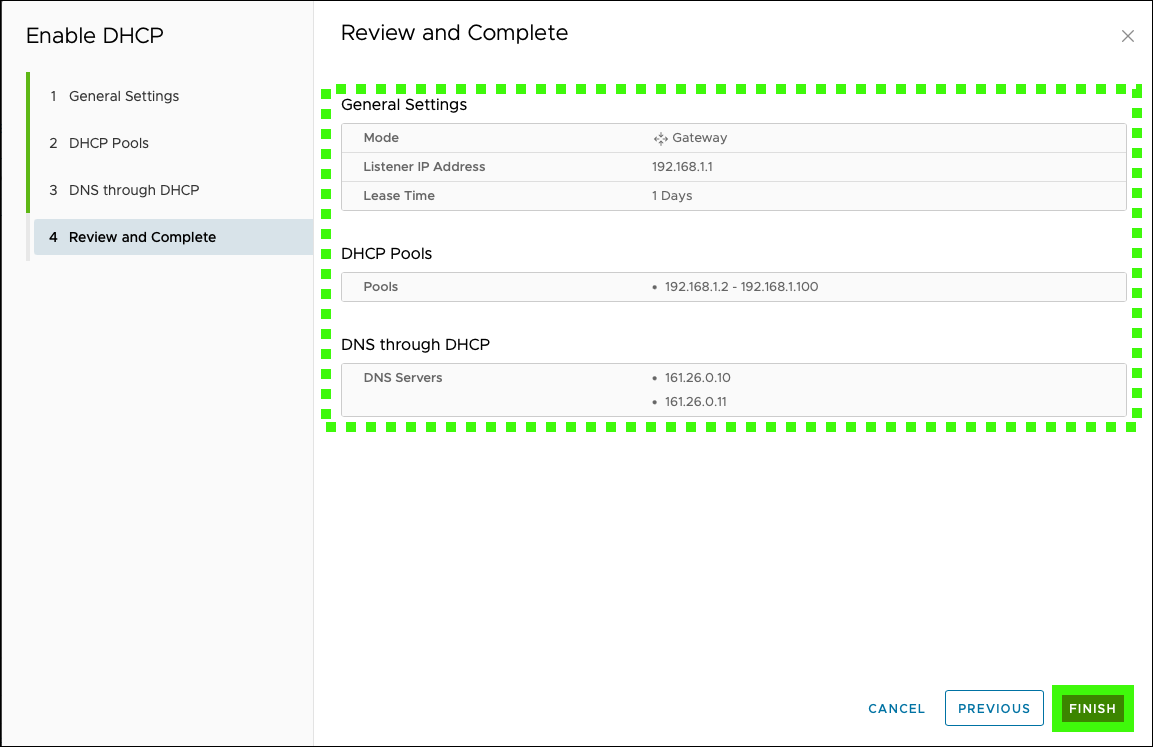 Enable DHCP
1 General Settings
2 DHCP Pools
3 DNS through DHCP
4 Review and Complete
Review and Complete
General Settings
Mode Gateway
Listener IP Address 192.168.1.1
Lease Time 1 Days
DHCP Pools
Pools • 192.168.1.2 - 192.168.1.100
DNS through DHCP
DNS Servers • 161.26.0.10
• 161.26.0.11
CANCEL PREVIOUS FINISH